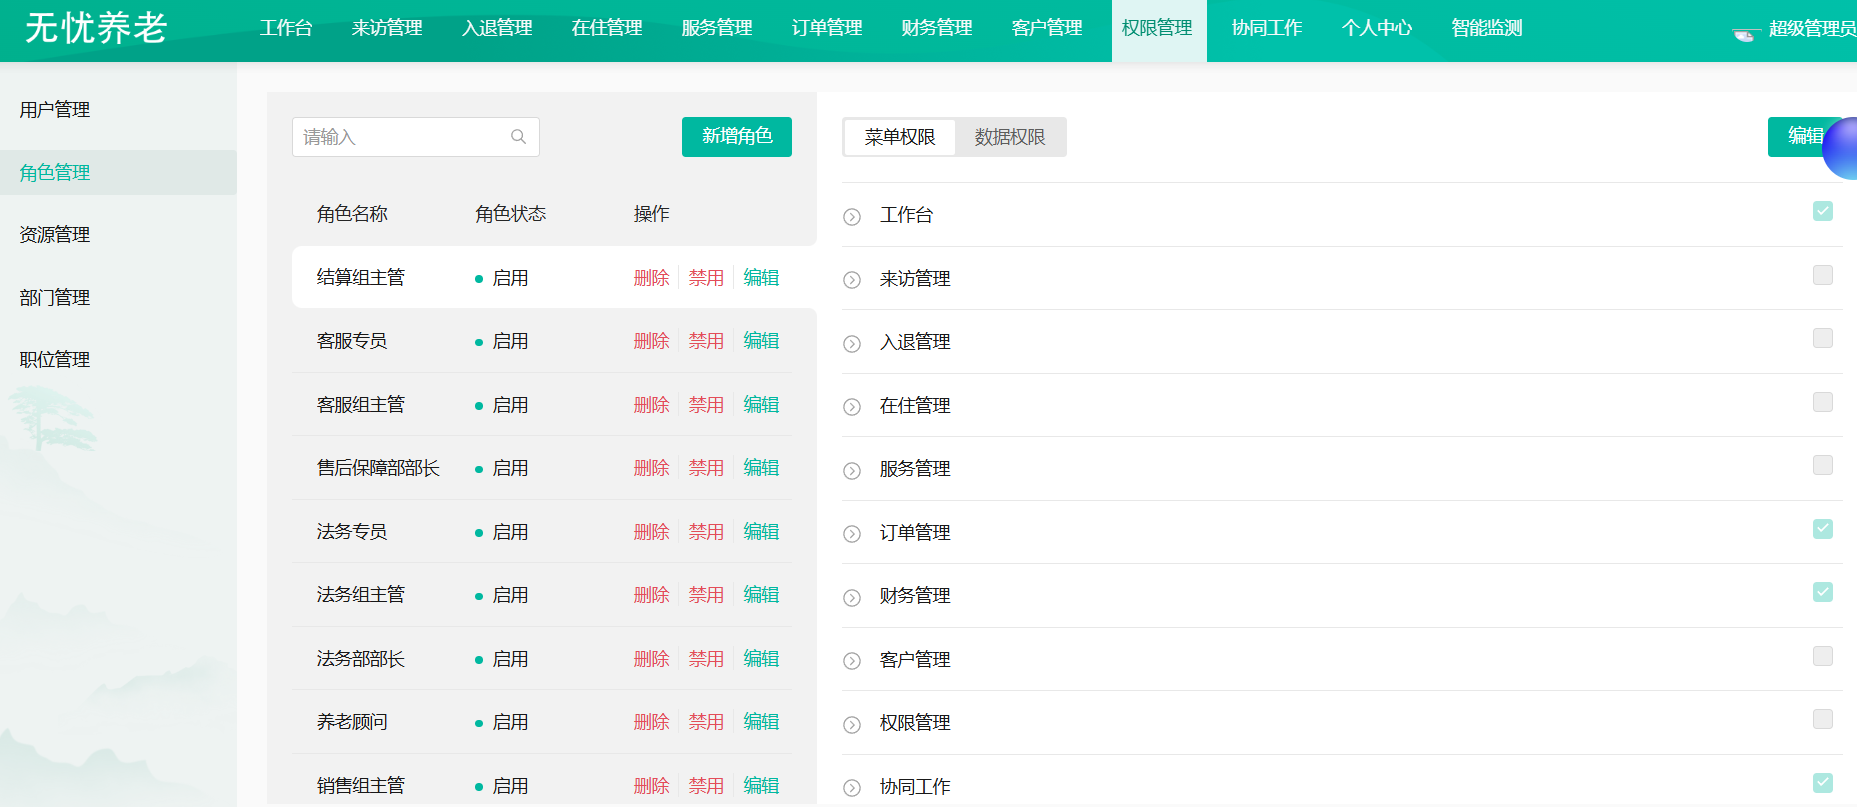 无忧养老
工作台 来访管理 入退管理 在住管理 服务管理 订单管理 财务管理 客户管理 权限管理 协同工作 个人中心 智能监测 超级管理员
用户管理
角色管理
资源管理
部门管理
职位管理
请输入 新增角色
角色名称 角色状态 操作
结算组主管 启用 删除 禁用 编辑
客服专员 启用 删除 禁用 编辑
客服组主管 启用 删除 禁用 编辑
售后保障部部长 启用 删除 禁用 编辑
法务专员 启用 删除 禁用 编辑
法务组主管 启用 删除 禁用 编辑
法务部部长 启用 删除 禁用 编辑
养老顾问 启用 删除 禁用 编辑
销售组主管 启用 删除 禁用 编辑
菜单权限 数据权限 编辑
工作台
来访管理
入退管理
在住管理
服务管理
订单管理
财务管理
客户管理
权限管理
协同工作